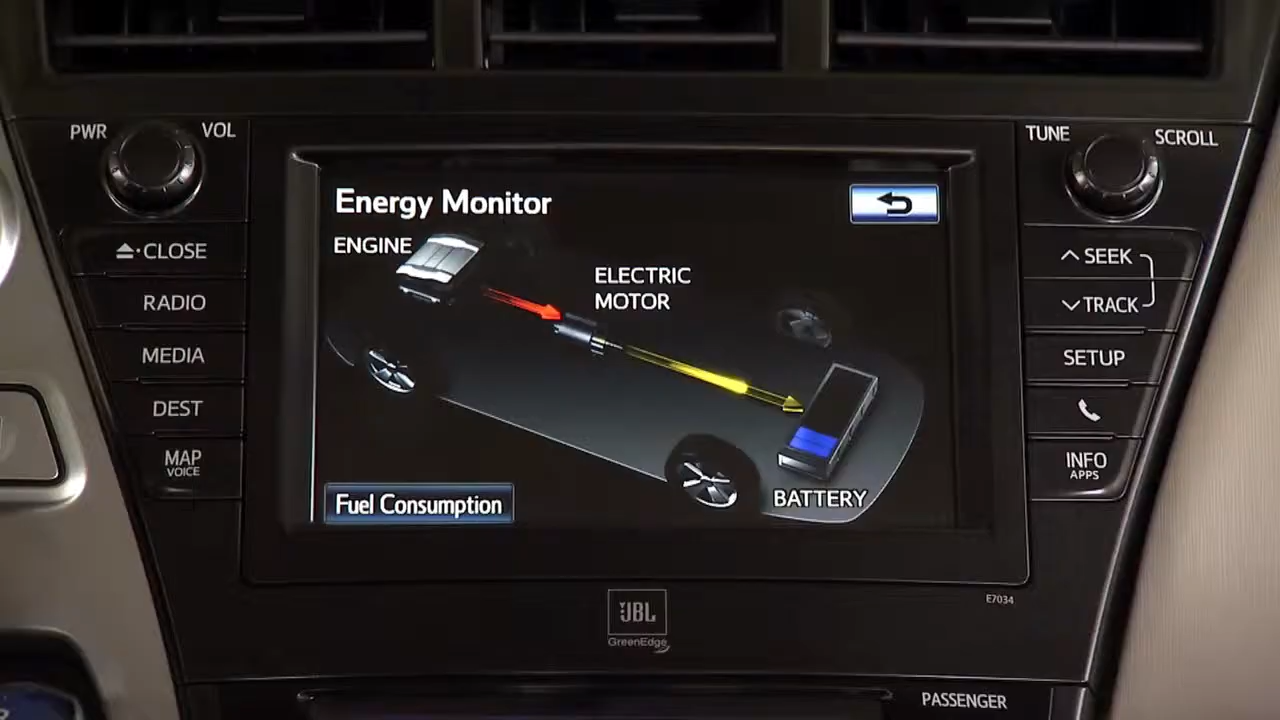 PWR
VOL
TUNE
SCROLL
CLOSE
RADIO
MEDIA
DEST
MAP
VOICE
Energy Monitor
ENGINE
ELECTRIC
MOTOR
BATTERY
Fuel Consumption
SEEK
TRACK
SETUP
INFO
APPS
E7034
JBL
GreenEdge
PASSENGER